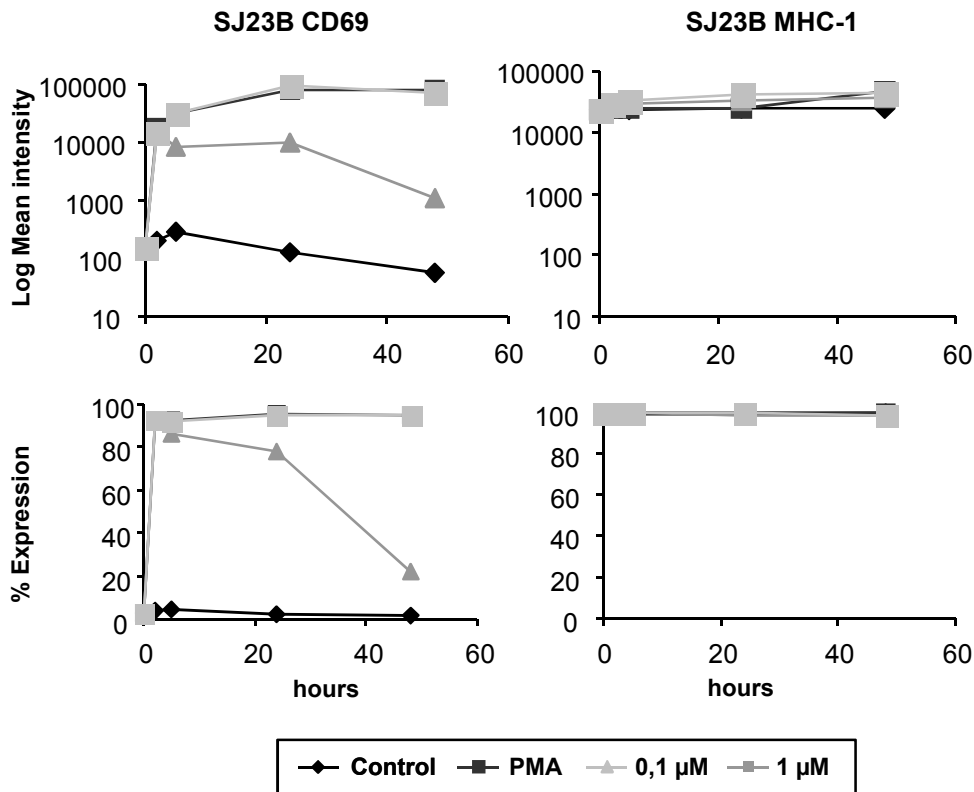 SJ23B CD69
SJ23B MHC-1
Log Mean intensity
100000
10000
1000
100
10
0 20 40 60
100000
10000
1000
100
10
0 20 40 60
% Expression
100
80
60
40
20
0
0 20 40 60
hours
100
80
60
40
20
0
0 20 40 60
hours
Control PMA 0,1 µM 1 µM